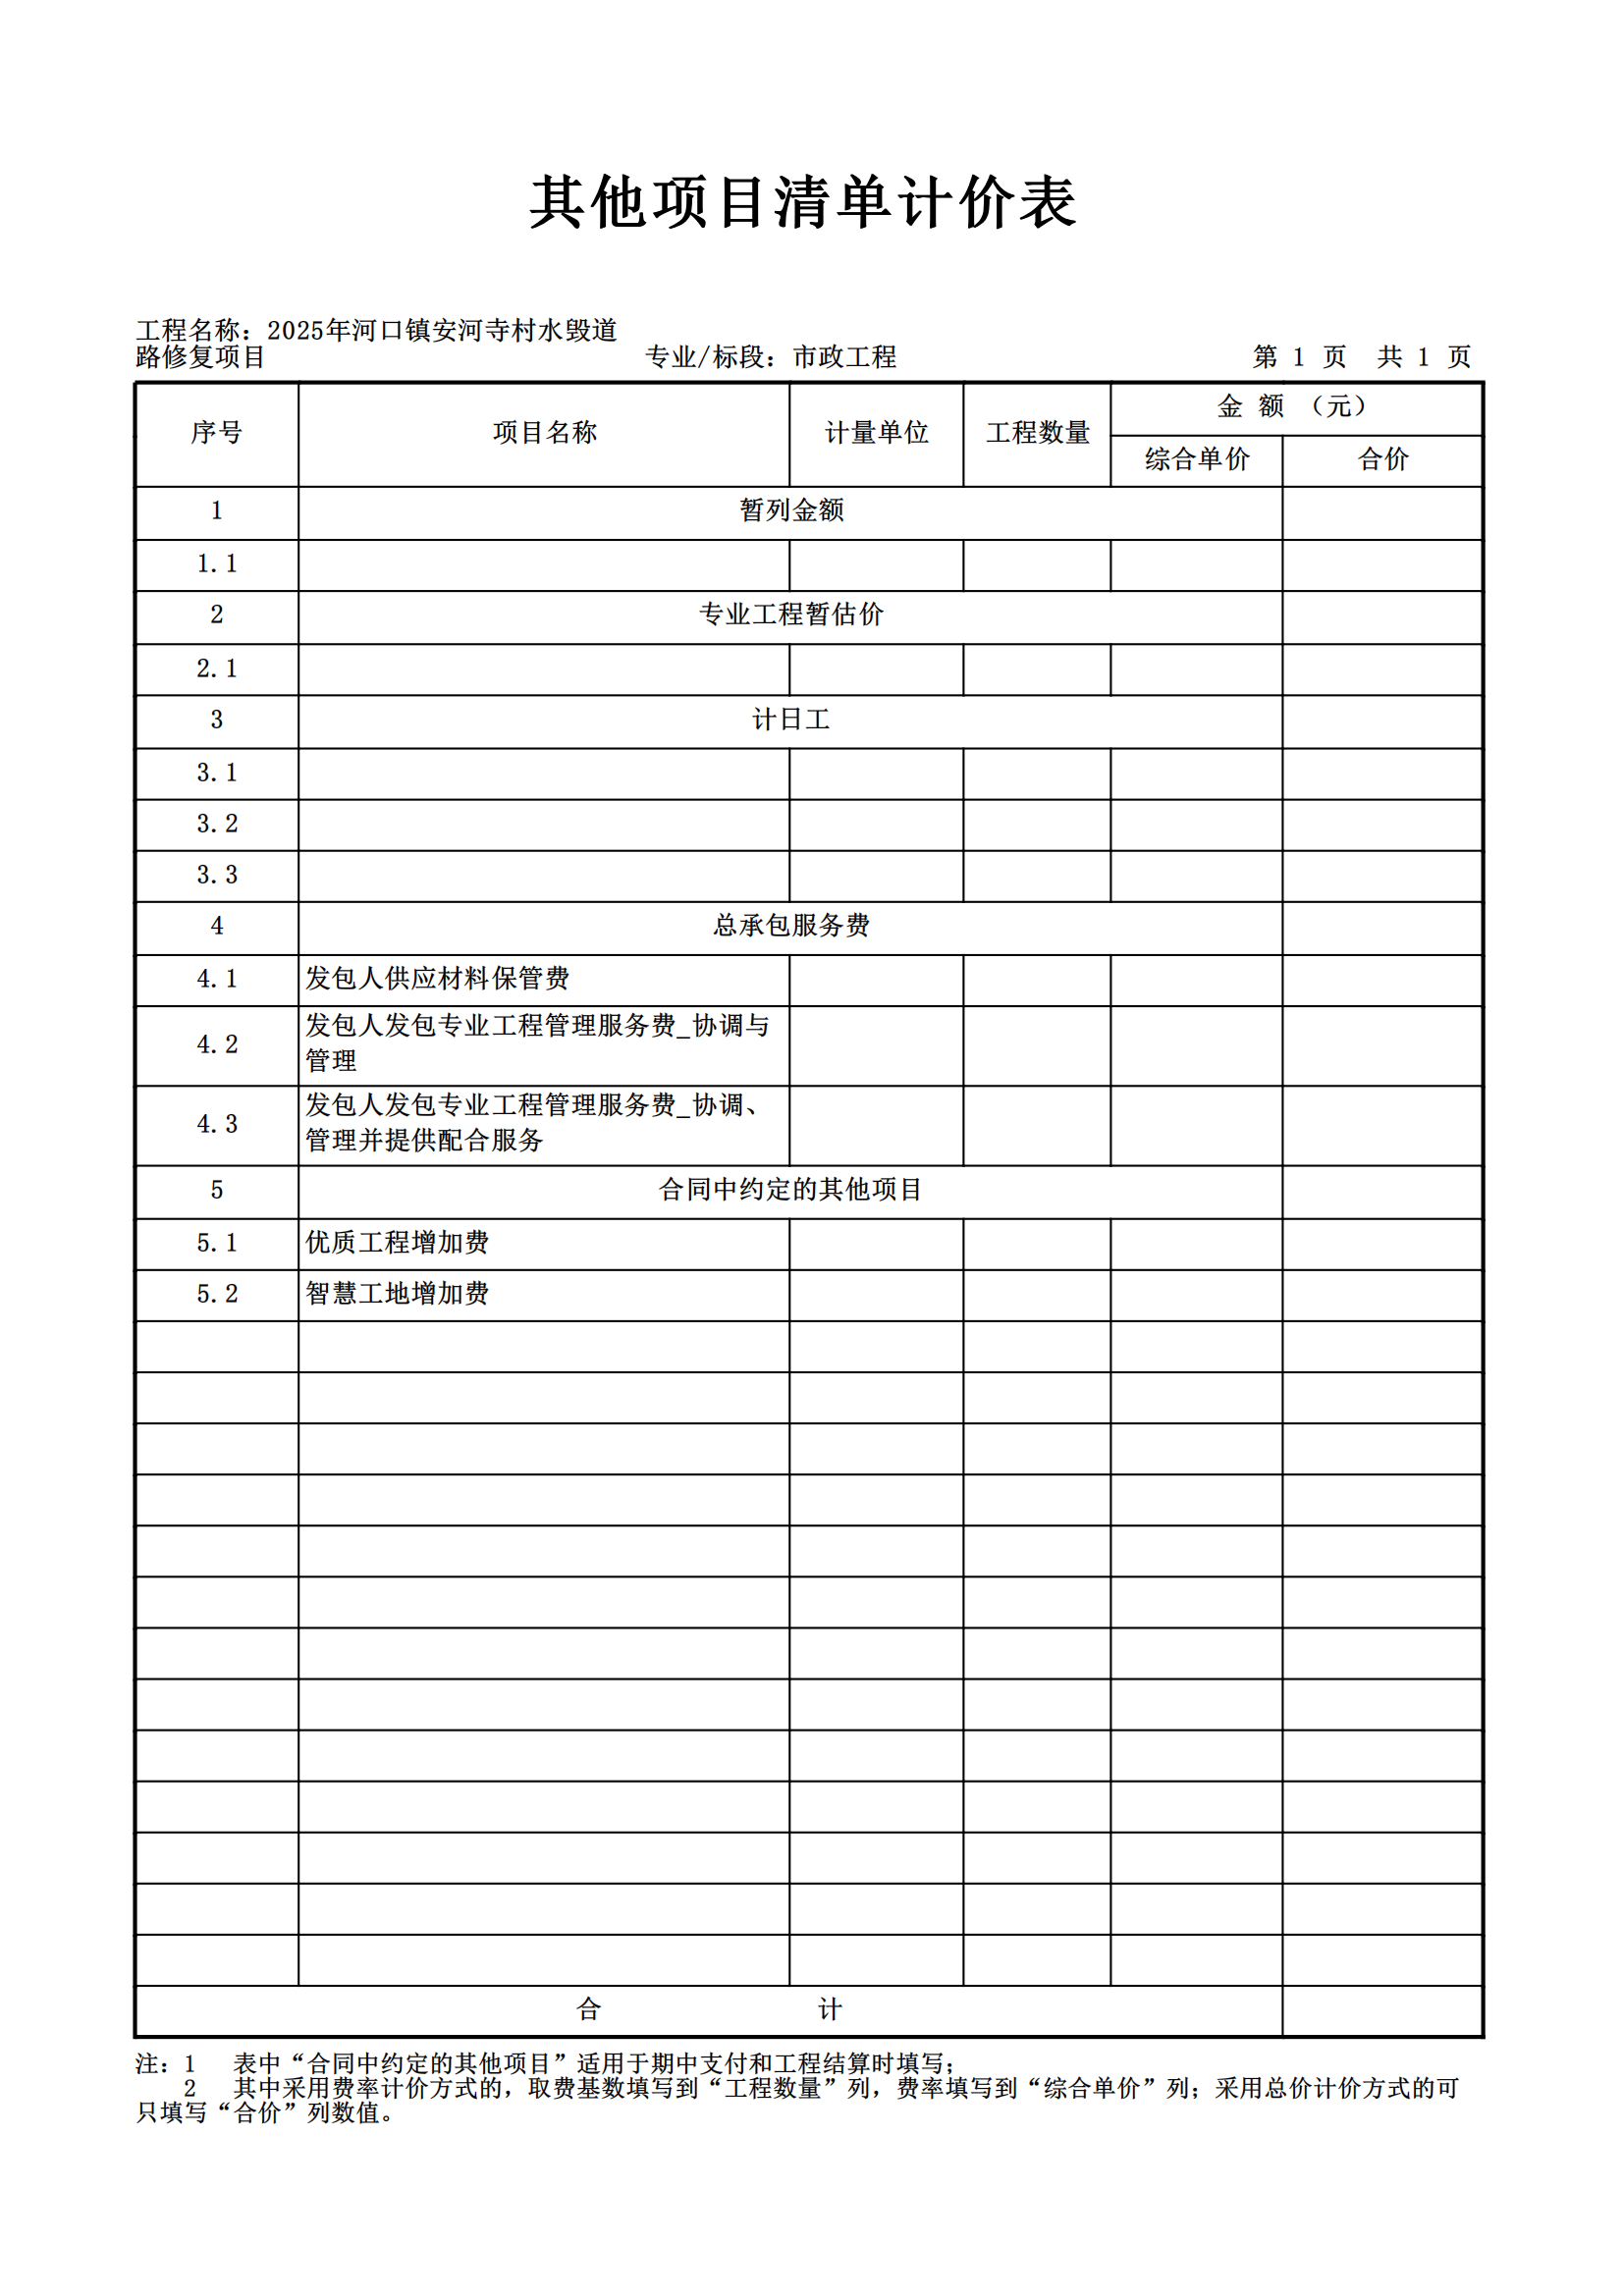 其他项目清单计价表
工程名称：2025年河口镇安河寺村水毁道
路修复项目 专业/标段：市政工程 第 1 页 共 1 页
序号 项目名称 计量单位 工程数量 金 额 （元）
综合单价 合价
1 暂列金额
1.1
2 专业工程暂估价
2.1
3 计日工
3.1
3.2
3.3
4 总承包服务费
4.1 发包人供应材料保管费
4.2 发包人发包专业工程管理服务费_协调与
管理
4.3 发包人发包专业工程管理服务费_协调、
管理并提供配合服务
5 合同中约定的其他项目
5.1 优质工程增加费
5.2 智慧工地增加费
合 计
注：1 表中“合同中约定的其他项目”适用于期中支付和工程结算时填写；
2 其中采用费率计价方式的，取费基数填写到“工程数量”列，费率填写到“综合单价”列；采用总价计价方式的可
只填写“合价”列数值。